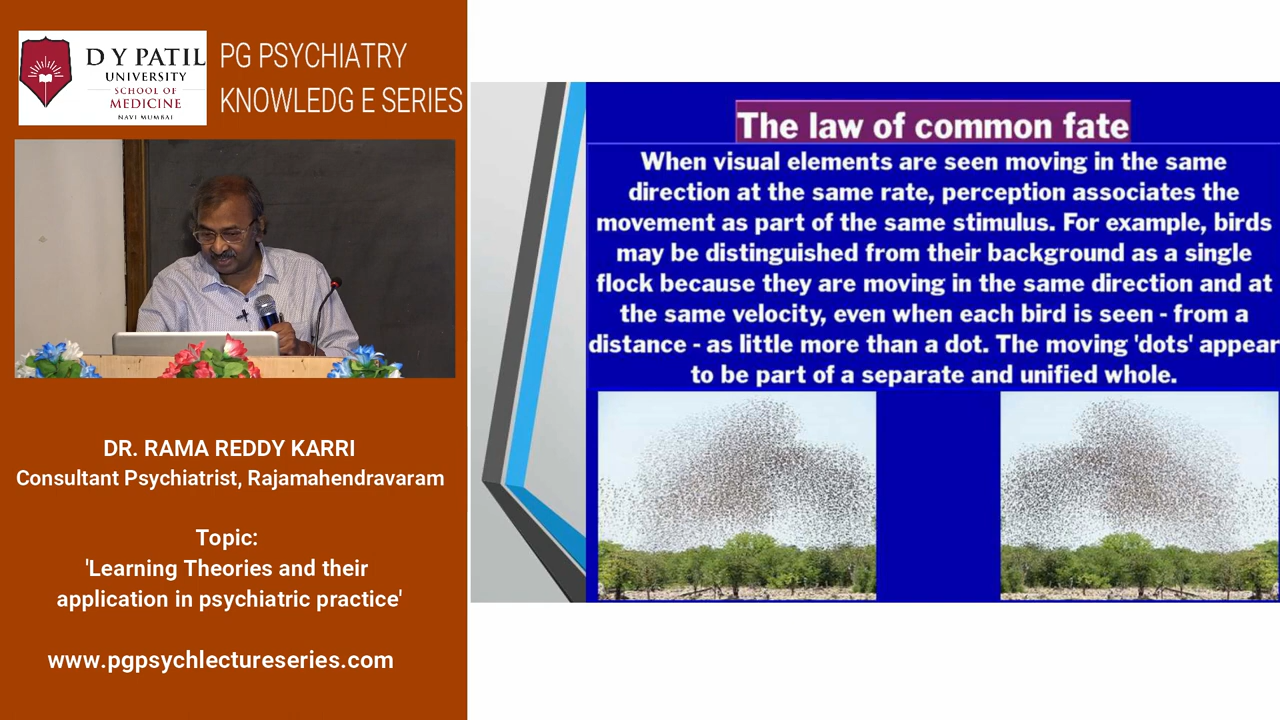 D Y PATIL
UNIVERSITY
SCHOOL OF
MEDICINE
NAVI MUMBAI
PG PSYCHIATRY
KNOWLEDG E SERIES
DR. RAMA REDDY KARRI
Consultant Psychiatrist, Rajamahendravaram
Topic:
'Learning Theories and their
application in psychiatric practice'
www.pgpsychlectureseries.com
The law of common fate
When visual elements are seen moving in the same
direction at the same rate, perception associates the
movement as part of the same stimulus. For example, birds
may be distinguished from their background as a single
flock because they are moving in the same direction and at
the same velocity, even when each bird is seen - from a
distance - as little more than a dot. The moving 'dots' appear
to be part of a separate and unified whole.